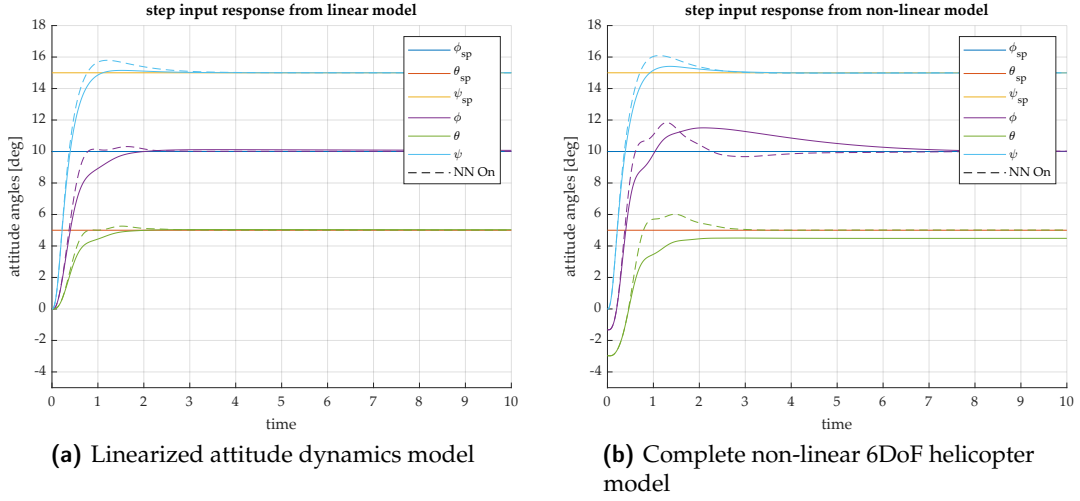 step input response from linear model
18
16
14
12
10
8
6
4
2
0
-2
-4
attitude angles [deg]
0 1 2 3 4 5 6 7 8 9 10
time
ϕsp
θsp
ψsp
ϕ
θ
ψ
NN On
(a) Linearized attitude dynamics model
step input response from non-linear model
18
16
14
12
10
8
6
4
2
0
-2
-4
attitude angles [deg]
0 1 2 3 4 5 6 7 8 9 10
time
ϕsp
θsp
ψsp
ϕ
θ
ψ
NN On
(b) Complete non-linear 6DoF helicopter
model